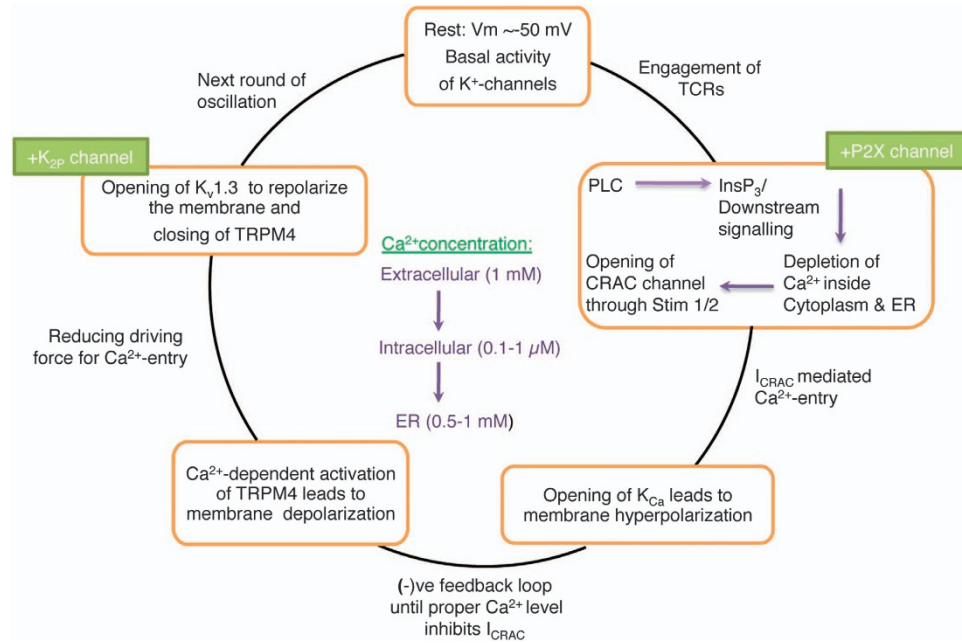 Rest: Vm ~-50 mV
Basal activity
of K⁺-channels
Engagement of
TCRs
+P2X channel
PLC
InsP₃/
Downstream
signalling
Depletion of
Ca²⁺ inside
Cytoplasm & ER
Opening of
CRAC channel
through Stim 1/2
I_CRAC mediated
Ca²⁺-entry
Opening of K_Ca leads to
membrane hyperpolarization
(-)ve feedback loop
until proper Ca²⁺ level
inhibits I_CRAC
Ca²⁺-dependent activation
of TRPM4 leads to
membrane depolarization
Reducing driving
force for Ca²⁺-entry
+K₂P channel
Opening of Kᵥ1.3 to repolarize
the membrane and
closing of TRPM4
Next round of
oscillation
Ca²⁺concentration:
Extracellular (1 mM)
Intracellular (0.1-1 µM)
ER (0.5-1 mM)